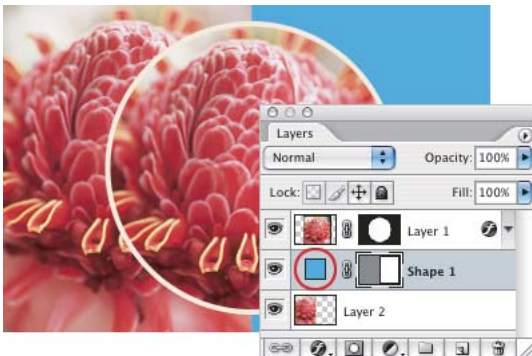 Layers
Normal Opacity: 100%
Lock: Fill: 100%
Layer 1
Shape 1
Layer 2